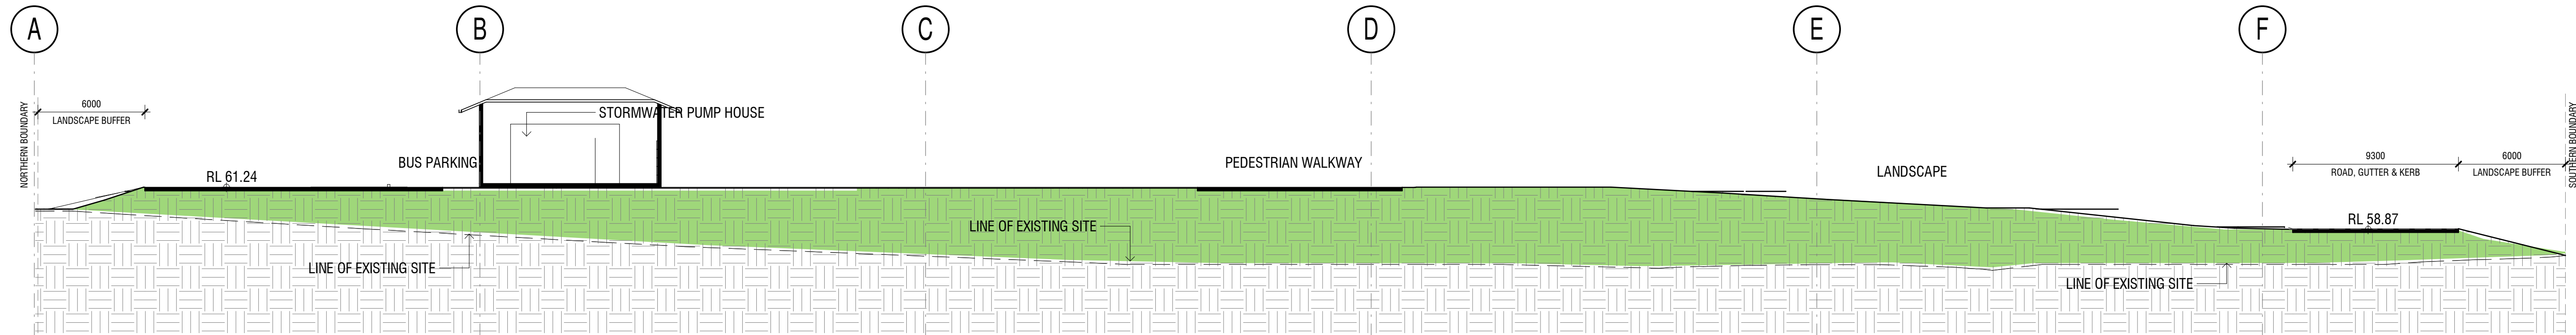 A
B
C
D
E
F
NORTHERN BOUNDARY
6000
LANDSCAPE BUFFER
RL 61.24
BUS PARKING
STORMWATER PUMP HOUSE
LINE OF EXISTING SITE
LINE OF EXISTING SITE
PEDESTRIAN WALKWAY
LANDSCAPE
LINE OF EXISTING SITE
RL 58.87
9300
ROAD, GUTTER & KERB
6000
LANDSCAPE BUFFER
SOUTHERN BOUNDARY